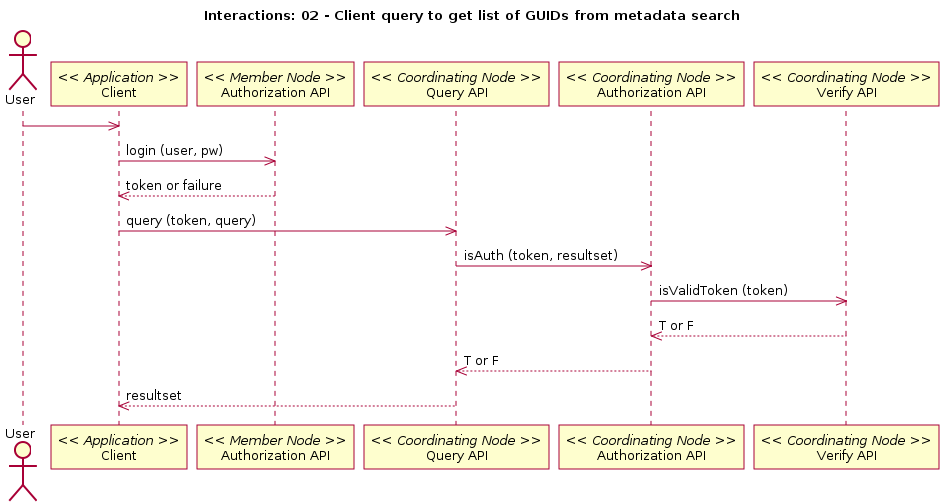 Interactions: 02 - Client query to get list of GUIDs from metadata search
User
<< Application >>
Client
<< Member Node >>
Authorization API
<< Coordinating Node >>
Query API
<< Coordinating Node >>
Authorization API
<< Coordinating Node >>
Verify API
login (user, pw)
token or failure
query (token, query)
isAuth (token, resultset)
isValidToken (token)
T or F
T or F
resultset
User
<< Application >>
Client
<< Member Node >>
Authorization API
<< Coordinating Node >>
Query API
<< Coordinating Node >>
Authorization API
<< Coordinating Node >>
Verify API